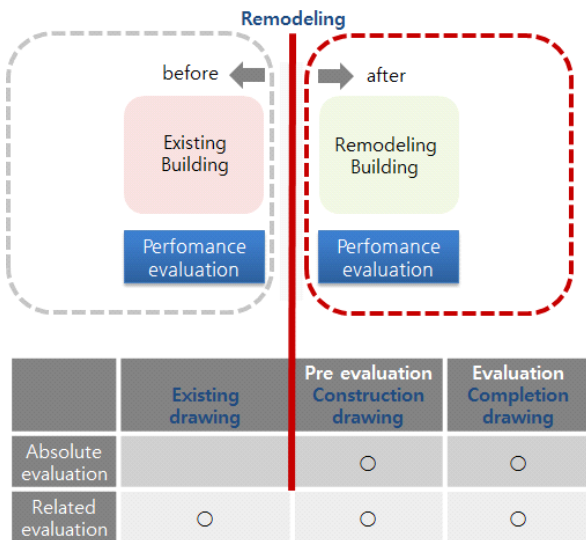 Remodeling
before
after
Existing
Building
Remodeling
Building
Perfomance
evaluation
Perfomance
evaluation
Existing
drawing
Pre evaluation
Construction
drawing
Evaluation
Completion
drawing
Absolute
evaluation
○ ○
Related
evaluation
○ ○ ○